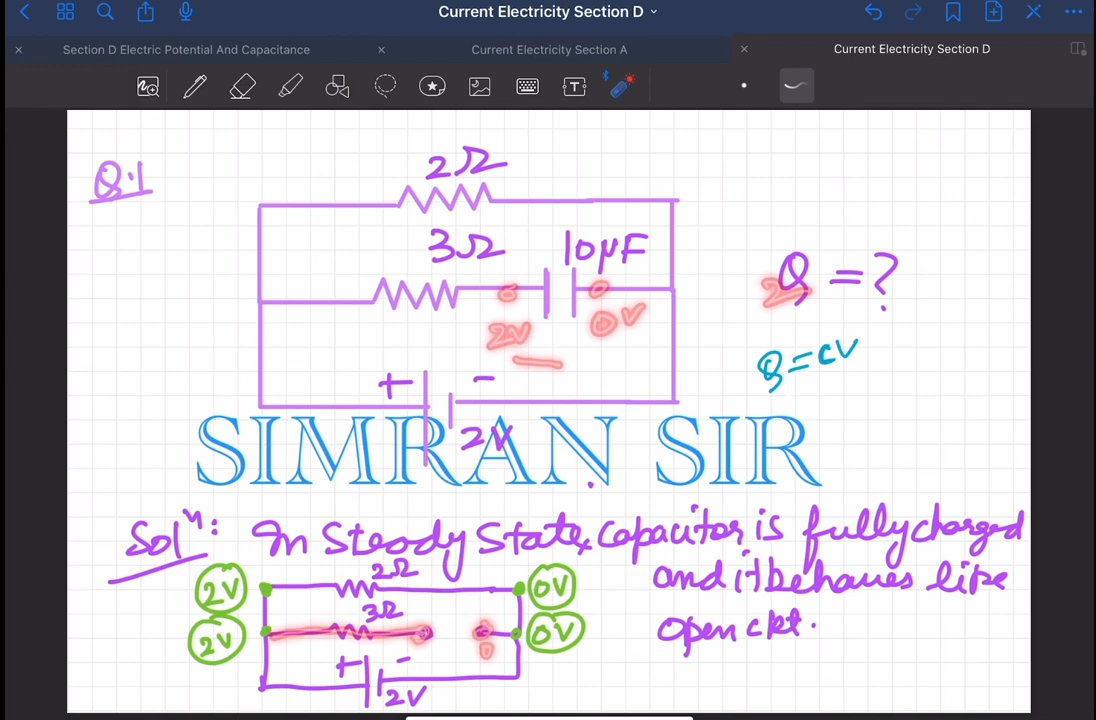 Current Electricity Section D
Section D Electric Potential And Capacitance
Current Electricity Section A
Current Electricity Section D
Q.1
2Ω
3Ω
10μF
Q = ?
2V
0V
Q = CV
+
-
2V
SIMRAN SIR
Solⁿ: In Steady State, Capacitor is fully charged
and it behaves like
open ckt.
2V
2Ω
0V
3Ω
2V
0V
+
-
2V